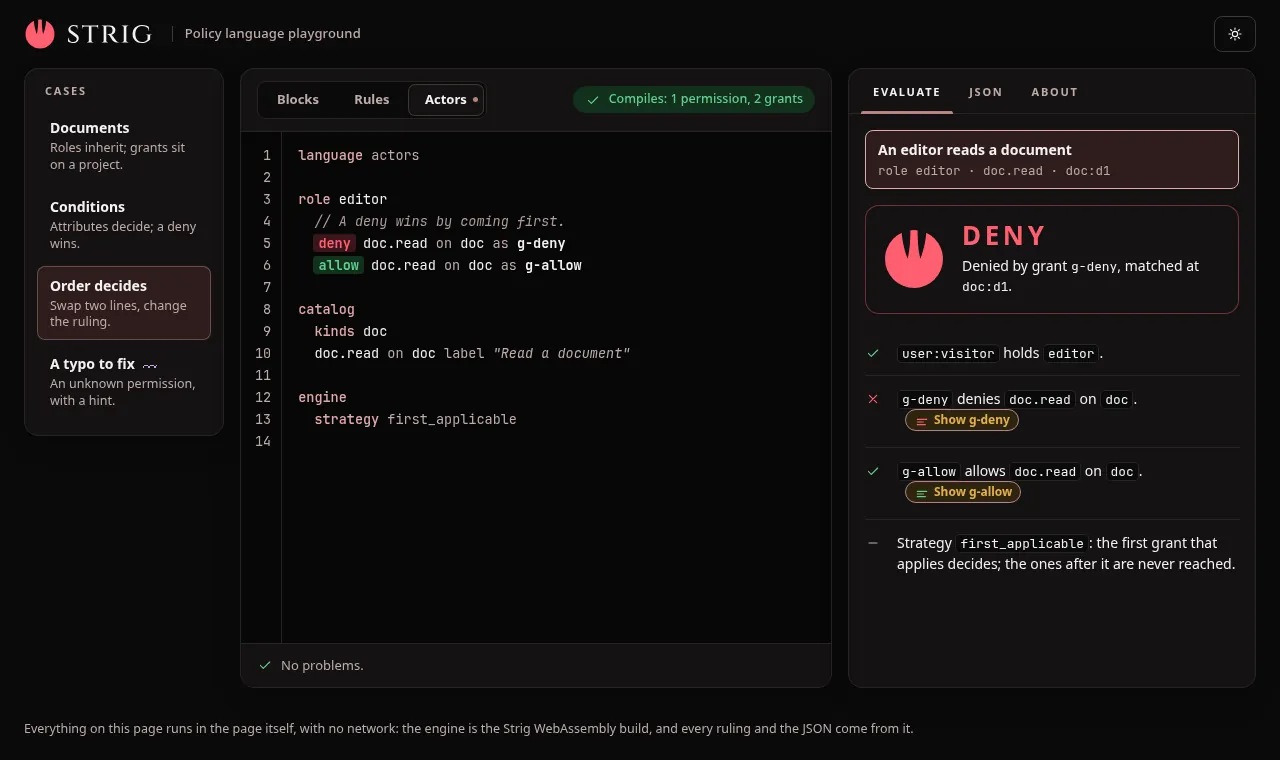 STRIG
Policy language playground
CASES
Documents
Roles inherit; grants sit
on a project.
Conditions
Attributes decide; a deny
wins.
Order decides
Swap two lines, change
the ruling.
A typo to fix
An unknown permission,
with a hint.
Blocks Rules Actors
Compiles: 1 permission, 2 grants
1 language actors
2
3 role editor
4 // A deny wins by coming first.
5 deny doc.read on doc as g-deny
6 allow doc.read on doc as g-allow
7
8 catalog
9 kinds doc
10 doc.read on doc label "Read a document"
11
12 engine
13 strategy first_applicable
14
No problems.
EVALUATE JSON ABOUT
An editor reads a document
role editor · doc.read · doc:d1
DENY
Denied by grant g-deny, matched at
doc:d1.
user:visitor holds editor.
g-deny denies doc.read on doc.
Show g-deny
g-allow allows doc.read on doc.
Show g-allow
Strategy first_applicable: the first grant that
applies decides; the ones after it are never reached.
Everything on this page runs in the page itself, with no network: the engine is the Strig WebAssembly build, and every ruling and the JSON come from it.